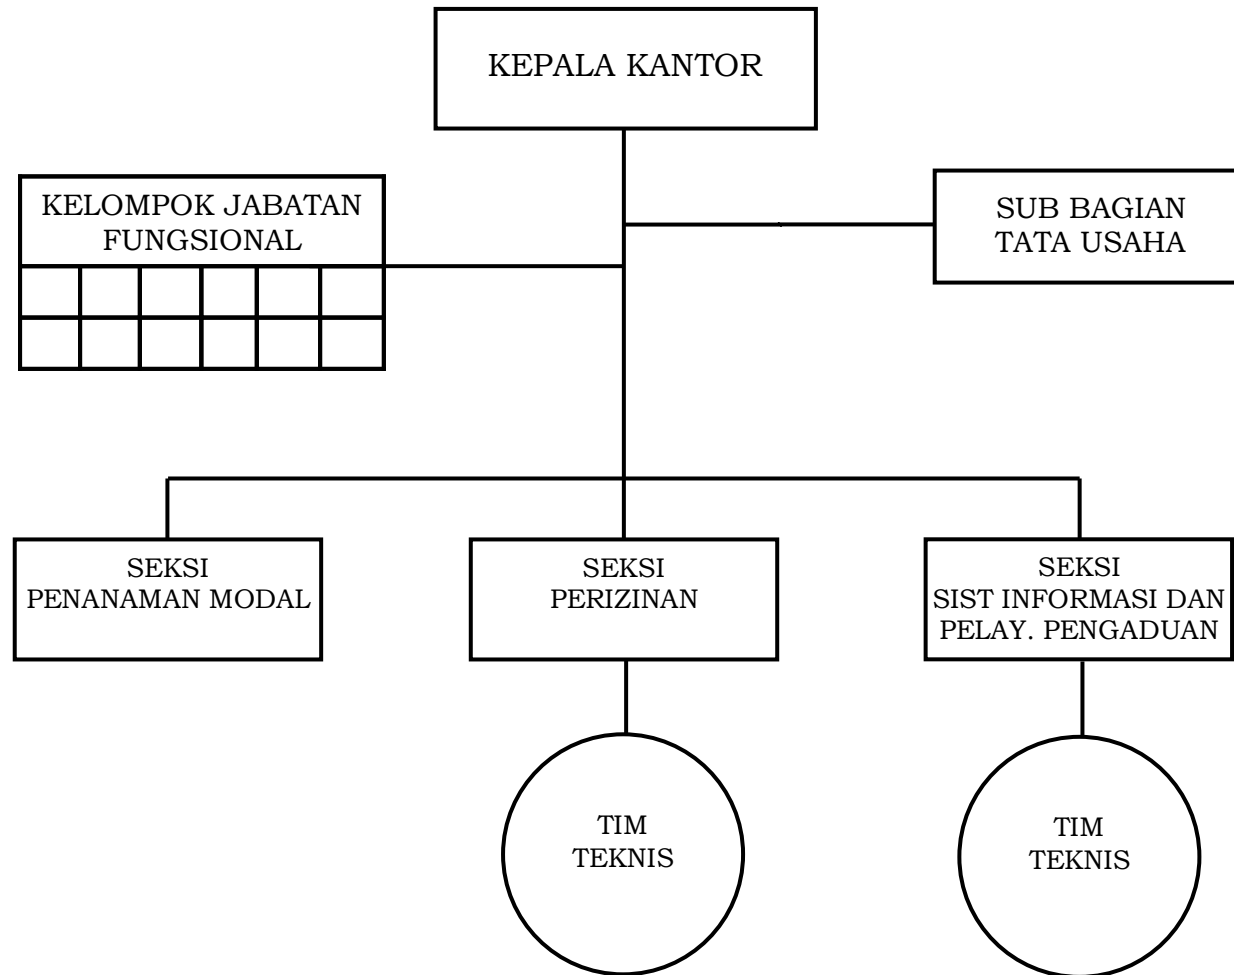 KEPALA KANTOR
KELOMPOK JABATAN
FUNGSIONAL
SUB BAGIAN
TATA USAHA
SEKSI
PENANAMAN MODAL
SEKSI
PERIZINAN
SEKSI
SIST INFORMASI DAN
PELAY. PENGADUAN
TIM
TEKNIS
TIM
TEKNIS